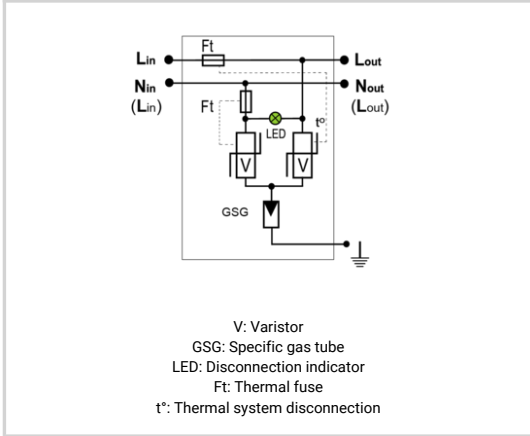 Ft
Lin
Lout
Nin
Nout
(Lin)
Ft
(Lout)
t°
LED
V
V
GSG
V: Varistor
GSG: Specific gas tube
LED: Disconnection indicator
Ft: Thermal fuse
t°: Thermal system disconnection